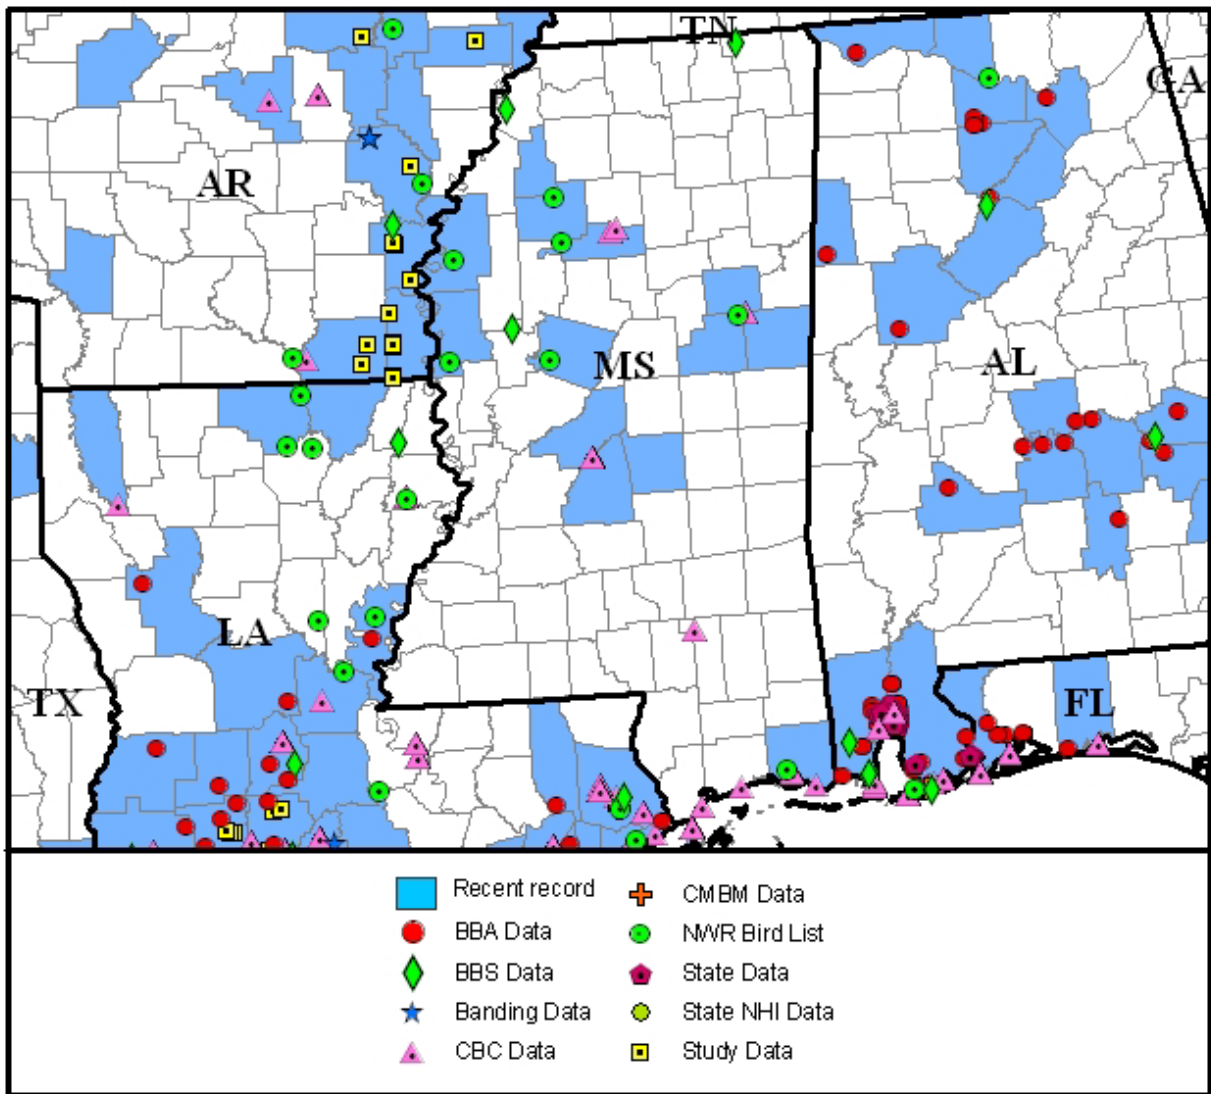 TN
GA
AR
MS
AL
LA
TX
FL
Recent record
CMBM Data
BBA Data
NWR Bird List
BBS Data
State Data
Banding Data
State NHI Data
CBC Data
Study Data